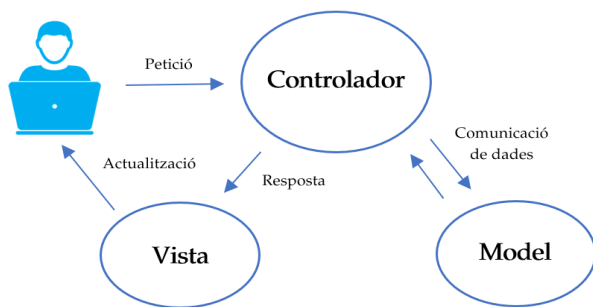 Petició
Controlador
Comunicació
de dades
Actualització
Resposta
Vista
Model